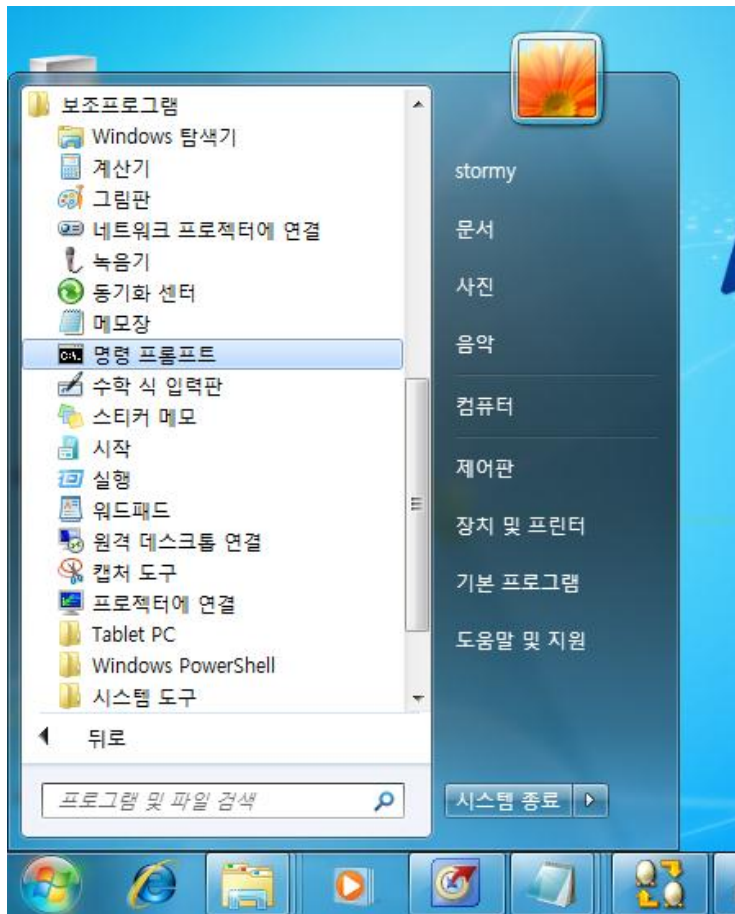 보조프로그램
Windows 탐색기
계산기
그림판
네트워크 프로젝터에 연결
녹음기
동기화 센터
메모장
명령 프롬프트
수학 식 입력판
스티커 메모
시작
실행
워드패드
원격 데스크톱 연결
캡처 도구
프로젝터에 연결
Tablet PC
Windows PowerShell
시스템 도구
뒤로
프로그램 및 파일 검색
stormy
문서
사진
음악
컴퓨터
제어판
장치 및 프린터
기본 프로그램
도움말 및 지원
시스템 종료